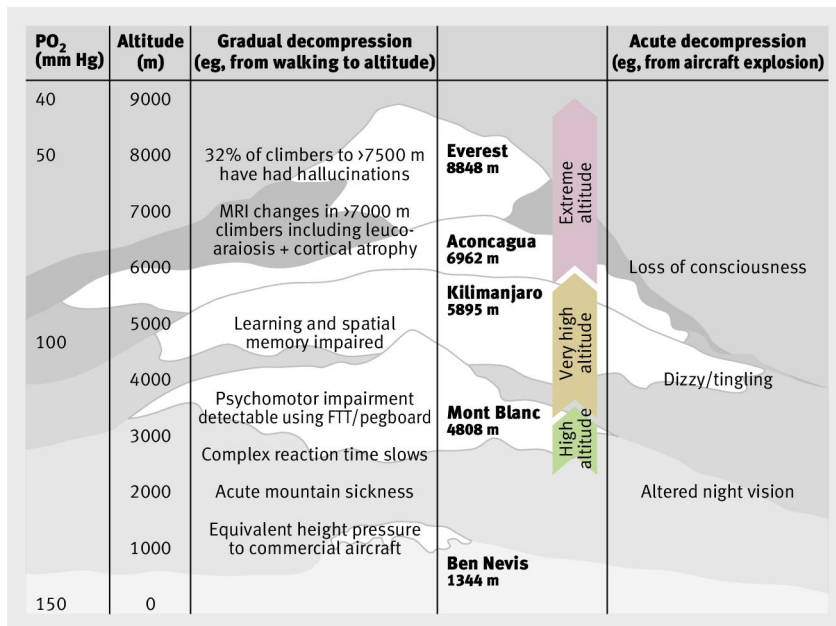 PO2 (mm Hg)
Altitude (m)
Gradual decompression
(eg, from walking to altitude)
Acute decompression
(eg, from aircraft explosion)
40
9000
50
8000
32% of climbers to >7500 m
have had hallucinations
Everest
8848 m
Extreme
altitude
7000
MRI changes in >7000 m
climbers including leuco-
araiosis + cortical atrophy
Aconcagua
6962 m
6000
Loss of consciousness
Kilimanjaro
5895 m
Very high
altitude
5000
100
Learning and spatial
memory impaired
4000
Dizzy/tingling
Psychomotor impairment
detectable using FTT/pegboard
Mont Blanc
4808 m
High
altitude
3000
Complex reaction time slows
2000
Acute mountain sickness
Altered night vision
Equivalent height pressure
to commercial aircraft
1000
Ben Nevis
1344 m
150
0